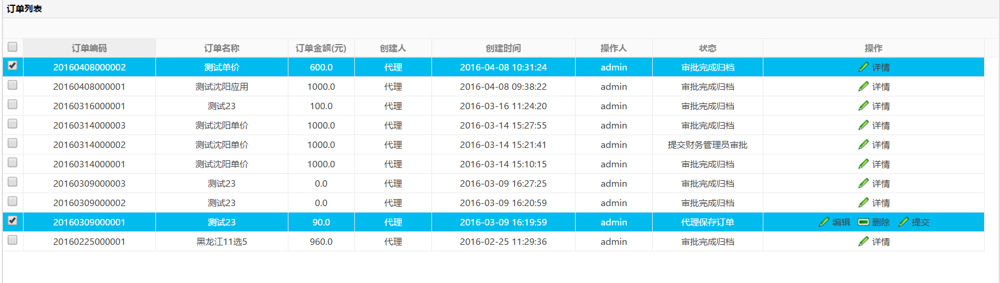 订单列表
订单编码 订单名称 订单金额(元) 创建人 创建时间 操作人 状态 操作
20160408000002 测试单价 600.0 代理 2016-04-08 10:31:24 admin 审批完成归档 详情
20160408000001 测试沈阳应用 1000.0 代理 2016-04-08 09:38:22 admin 审批完成归档 详情
20160316000001 测试23 100.0 代理 2016-03-16 11:24:20 admin 审批完成归档 详情
20160314000003 测试沈阳单价 1000.0 代理 2016-03-14 15:27:55 admin 审批完成归档 详情
20160314000002 测试沈阳单价 1000.0 代理 2016-03-14 15:21:41 admin 提交财务管理员审批 详情
20160314000001 测试沈阳单价 1000.0 代理 2016-03-14 15:10:15 admin 审批完成归档 详情
20160309000003 测试23 0.0 代理 2016-03-09 16:27:25 admin 审批完成归档 详情
20160309000002 测试23 0.0 代理 2016-03-09 16:20:59 admin 审批完成归档 详情
20160309000001 测试23 90.0 代理 2016-03-09 16:19:59 admin 代理保存订单 编辑 删除 提交
20160225000001 黑龙江11选5 960.0 代理 2016-02-25 11:29:36 admin 审批完成归档 详情